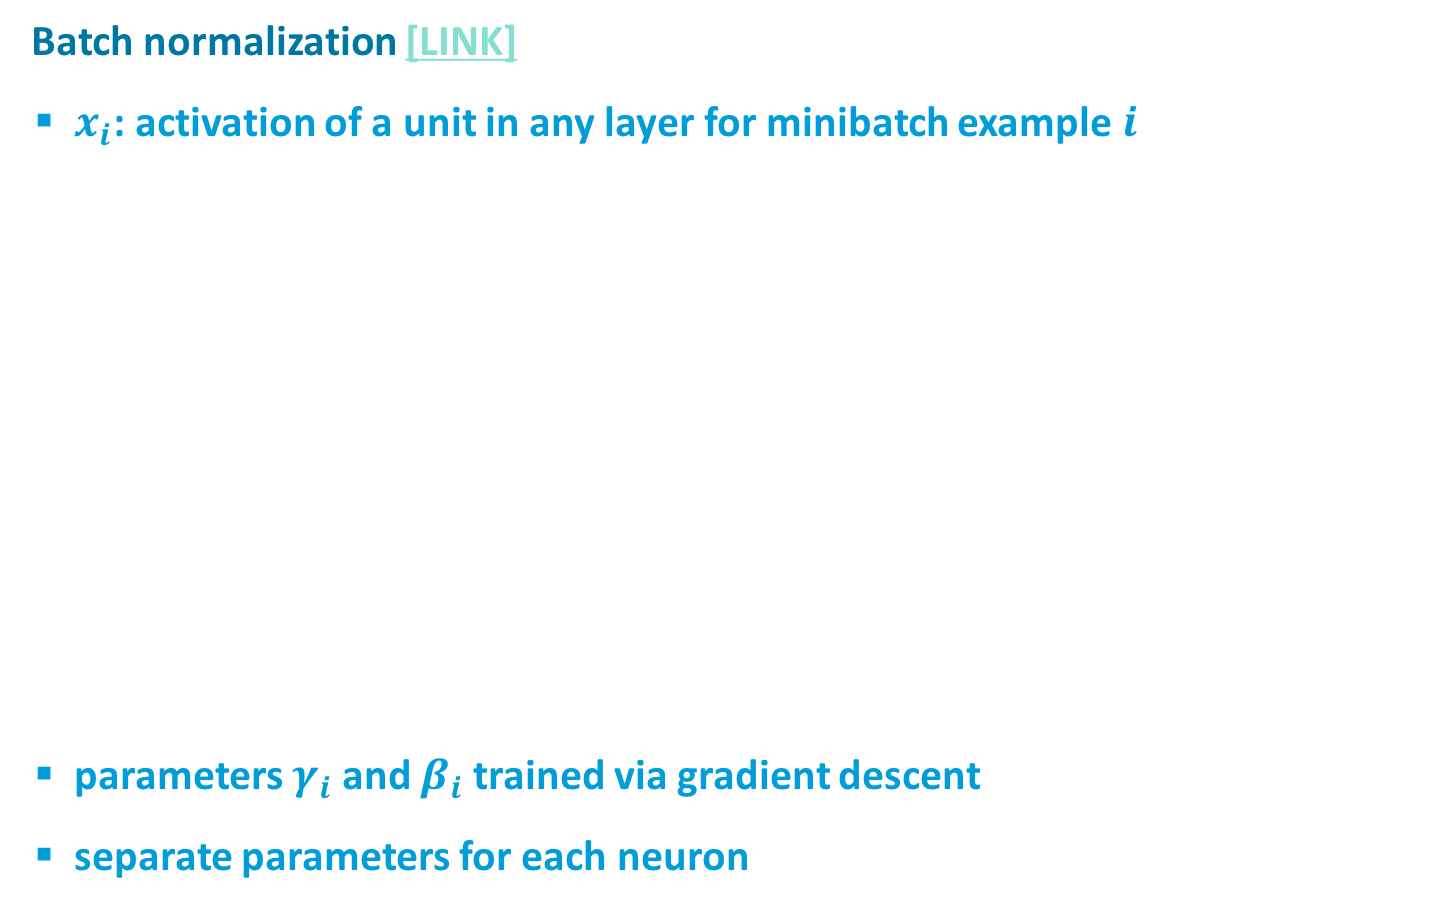 Batch normalization [LINK]
▪ xᵢ: activation of a unit in any layer for minibatch example i
▪ parameters γᵢ and βᵢ trained via gradient descent
▪ separate parameters for each neuron